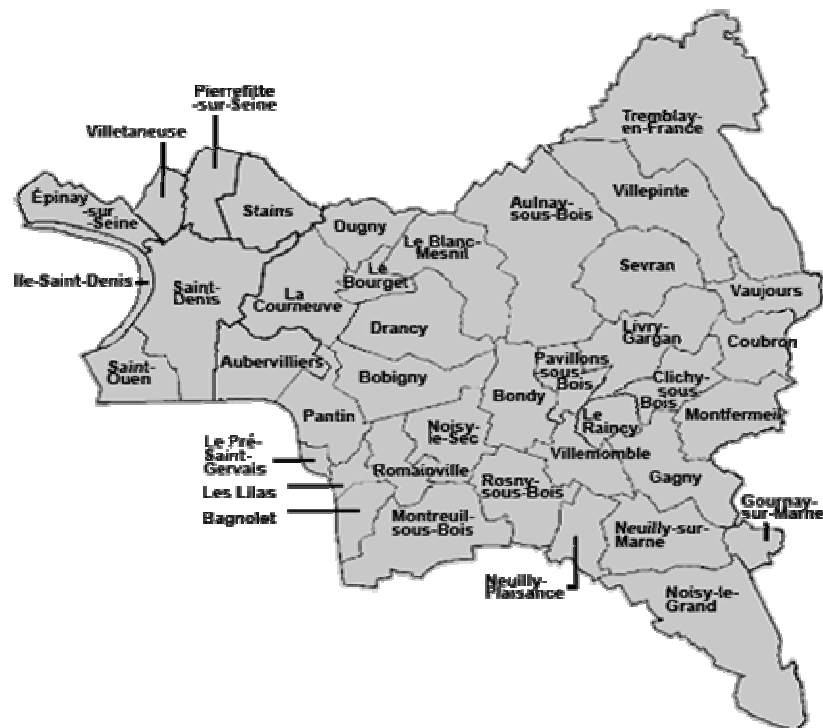 Pierrefitte
-sur-Seine
Villetaneuse
Tremblay-
en-France
Épinay
-sur
-Seine
Stains
Dugny
Aulnay-
sous-Bois
Villepinte
Le Blanc-
Mesnil
Ile-Saint-Denis
Saint-
Denis
La
Courneuve
Le
Bourget
Sevran
Vaujours
Drancy
Livry-
Gargan
Coubron
Saint-
Ouen
Aubervilliers
Bobigny
Pavillons
-sous-
Bois
Clichy-
sous
Bois
Bondy
Pantin
Le
Raincy
Montfermeil
Noisy-
le-Sec
Villemomble
Le Pré-
Saint-
Gervais
Romainville
Gagny
Les Lilas
Rosny-
sous-Bois
Bagnolet
Montreuil-
sous-Bois
Neuilly-sur-
Marne
Gournay-
sur-Marne
Neuilly-
Plaisance
Noisy-le-
Grand